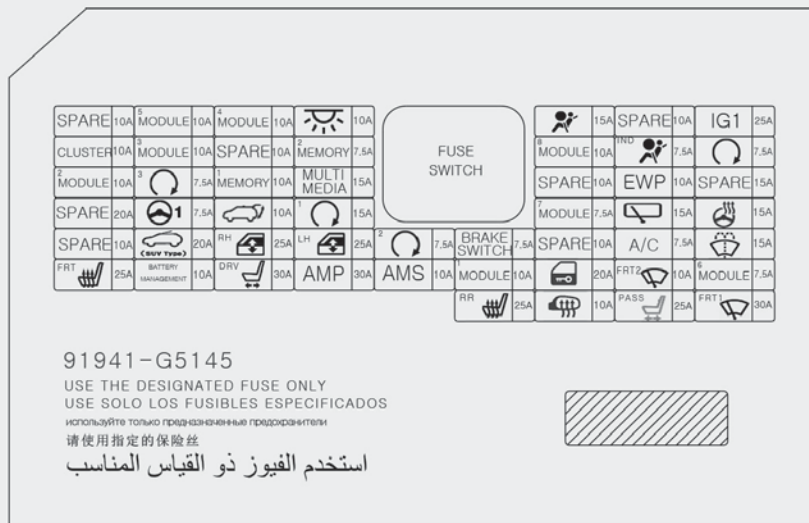 SPARE 10A 5 MODULE 10A 4 MODULE 10A 10A 15A SPARE 10A IG1 25A
CLUSTER 10A 3 MODULE 10A SPARE 10A 2 MEMORY 7,5A FUSE SWITCH 8 MODULE 10A IND 7,5A 7,5A
2 MODULE 10A 3 7,5A 1 MEMORY 10A MULTI MEDIA 15A SPARE 10A EWP 10A SPARE 15A
SPARE 20A 1 7,5A 10A 1 15A 7 MODULE 7,5A 15A 15A
SPARE 10A (SUV Type) 20A RH 25A LH 25A 2 7,5A BRAKE SWITCH 7,5A SPARE 10A A/C 7,5A 15A
FRT 25A BATTERY MANAGEMENT 10A DRV 30A AMP 30A AMS 10A 1 MODULE 10A 20A FRT2 10A 6 MODULE 7,5A
RR 25A 10A PASS 25A FRT1 30A
91941-G5145
USE THE DESIGNATED FUSE ONLY
USE SOLO LOS FUSIBLES ESPECIFICADOS
используйте только предназначенные предохранители
请使用指定的保险丝
استخدم الفيوز ذو القياس المناسب